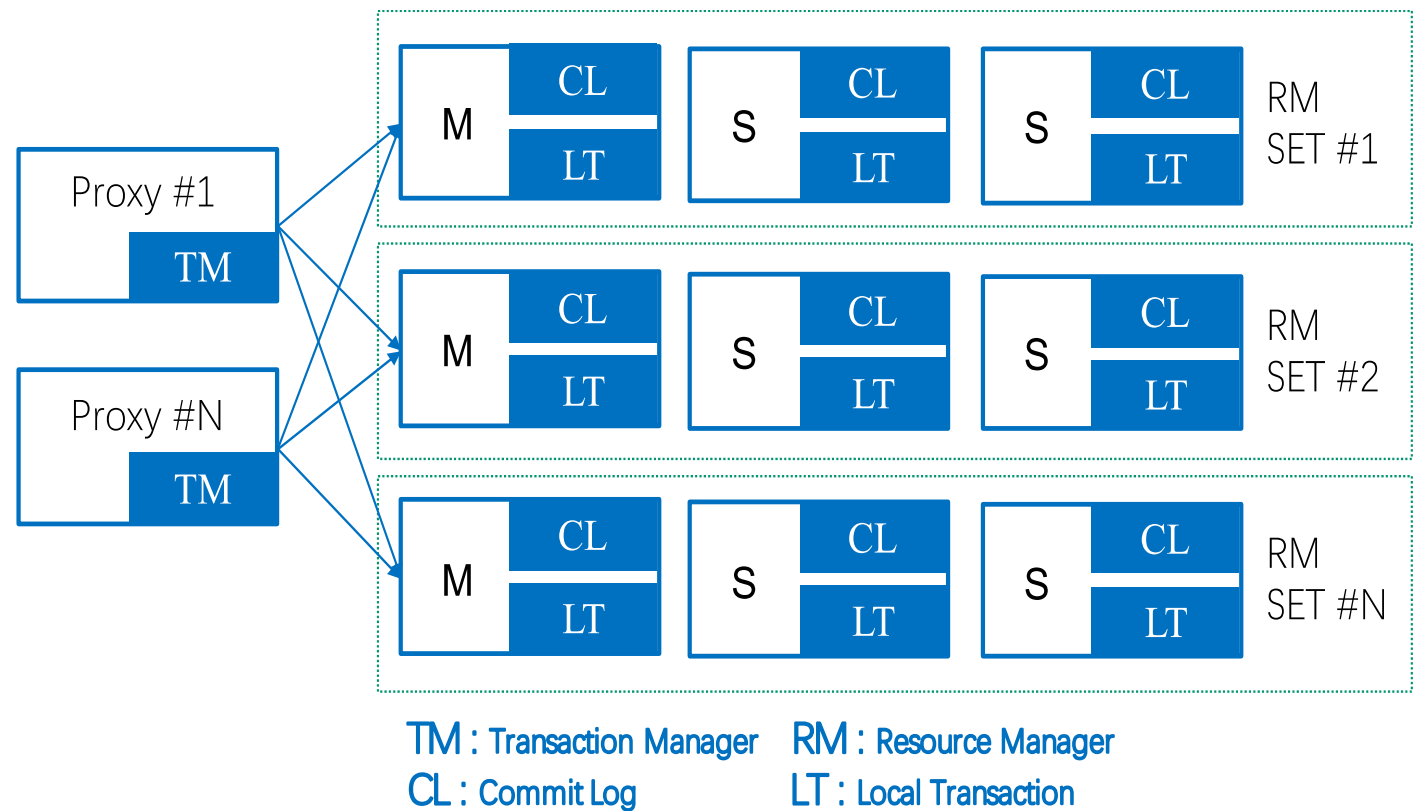 Proxy #1
TM
Proxy #N
TM
M
CL
LT
S
CL
LT
S
CL
LT
RM
SET #1
M
CL
LT
S
CL
LT
S
CL
LT
RM
SET #2
M
CL
LT
S
CL
LT
S
CL
LT
RM
SET #N
TM : Transaction Manager RM : Resource Manager
CL : Commit Log LT : Local Transaction